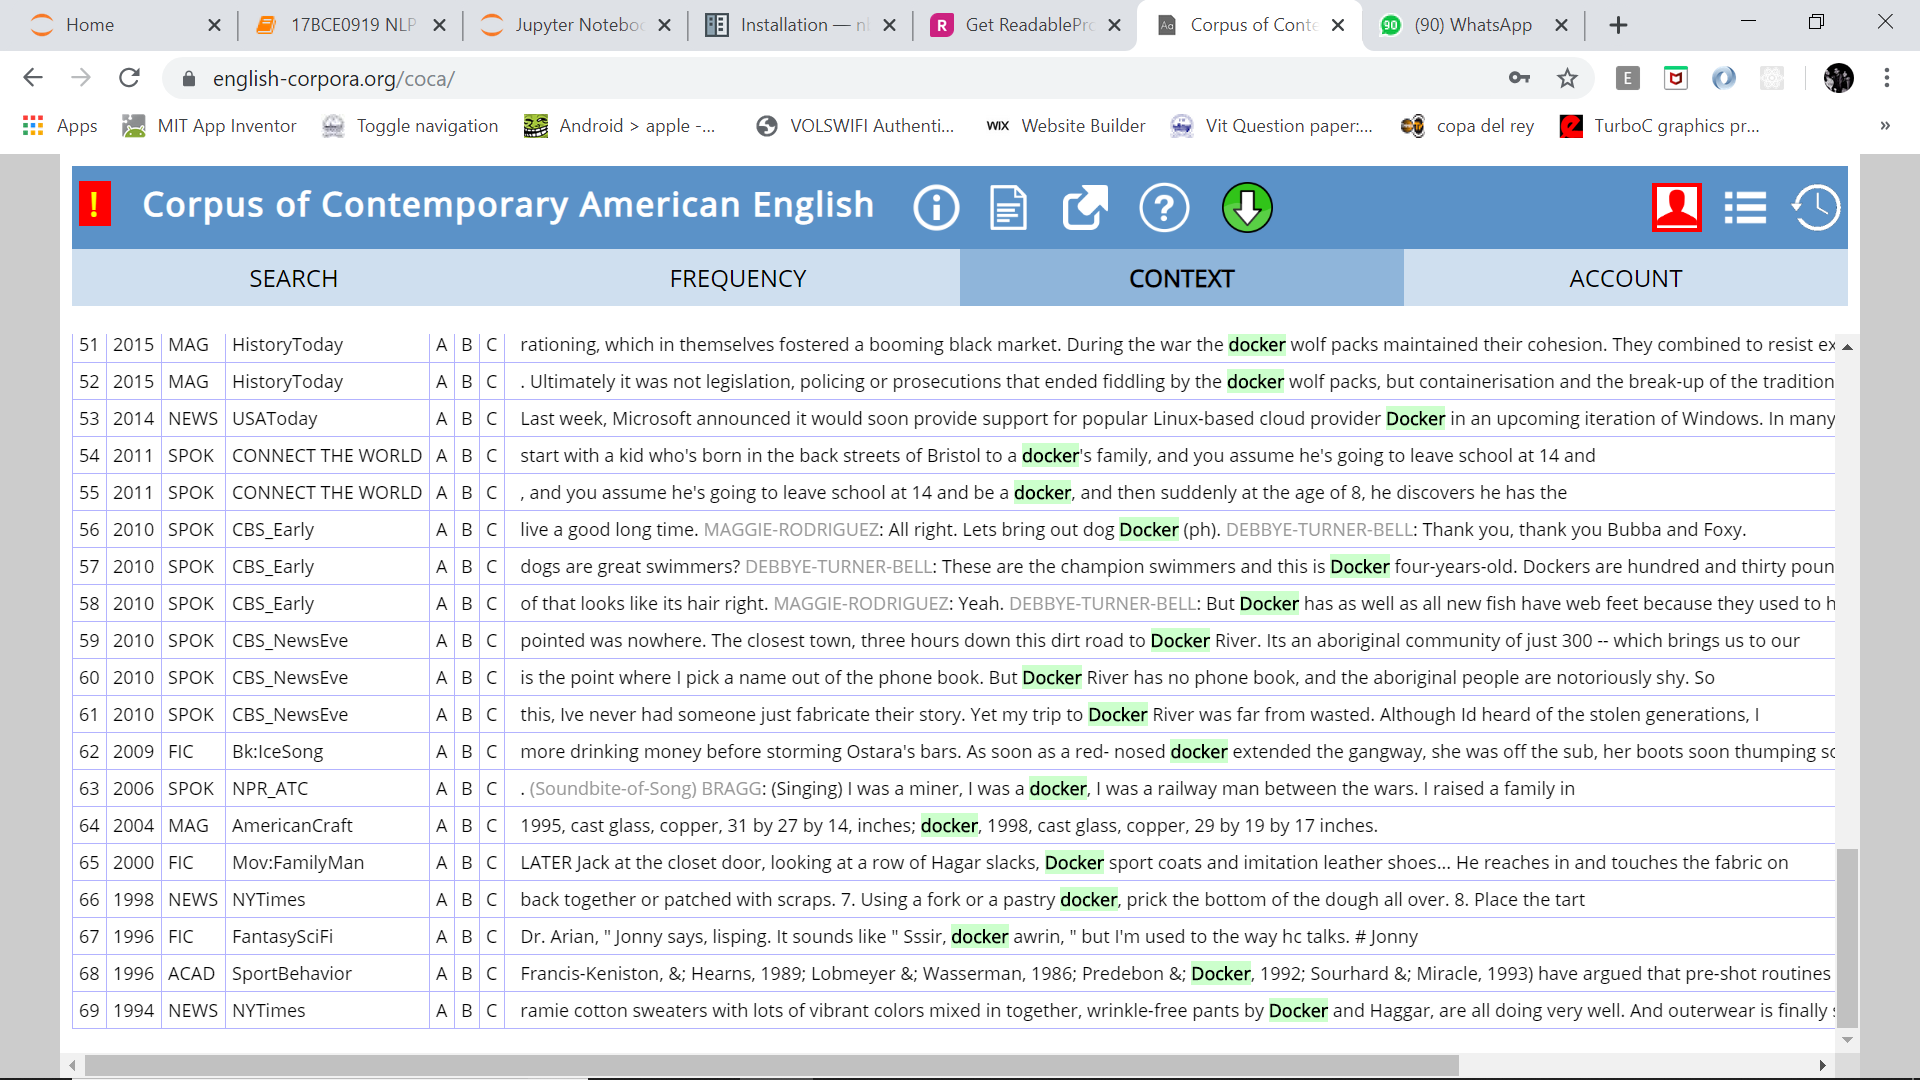 Home 17BCE0919 NLP Jupyter Noteboo Installation — nl Get ReadablePro Corpus of Conte (90) WhatsApp
english-corpora.org/coca/
Apps MIT App Inventor Toggle navigation Android > apple -... VOLSWIFI Authenti... WIX Website Builder Vit Question paper:... copa del rey TurboC graphics pr... »
! Corpus of Contemporary American English
SEARCH FREQUENCY CONTEXT ACCOUNT
51 2015 MAG HistoryToday A B C rationing, which in themselves fostered a booming black market. During the war the docker wolf packs maintained their cohesion. They combined to resist ex
52 2015 MAG HistoryToday A B C . Ultimately it was not legislation, policing or prosecutions that ended fiddling by the docker wolf packs, but containerisation and the break-up of the tradition
53 2014 NEWS USAToday A B C Last week, Microsoft announced it would soon provide support for popular Linux-based cloud provider Docker in an upcoming iteration of Windows. In many
54 2011 SPOK CONNECT THE WORLD A B C start with a kid who's born in the back streets of Bristol to a docker's family, and you assume he's going to leave school at 14 and
55 2011 SPOK CONNECT THE WORLD A B C , and you assume he's going to leave school at 14 and be a docker, and then suddenly at the age of 8, he discovers he has the
56 2010 SPOK CBS_Early A B C live a good long time. MAGGIE-RODRIGUEZ: All right. Lets bring out dog Docker (ph). DEBBYE-TURNER-BELL: Thank you, thank you Bubba and Foxy.
57 2010 SPOK CBS_Early A B C dogs are great swimmers? DEBBYE-TURNER-BELL: These are the champion swimmers and this is Docker four-years-old. Dockers are hundred and thirty poun
58 2010 SPOK CBS_Early A B C of that looks like its hair right. MAGGIE-RODRIGUEZ: Yeah. DEBBYE-TURNER-BELL: But Docker has as well as all new fish have web feet because they used to h
59 2010 SPOK CBS_NewsEve A B C pointed was nowhere. The closest town, three hours down this dirt road to Docker River. Its an aboriginal community of just 300 -- which brings us to our
60 2010 SPOK CBS_NewsEve A B C is the point where I pick a name out of the phone book. But Docker River has no phone book, and the aboriginal people are notoriously shy. So
61 2010 SPOK CBS_NewsEve A B C this, Ive never had someone just fabricate their story. Yet my trip to Docker River was far from wasted. Although Id heard of the stolen generations, I
62 2009 FIC Bk:IceSong A B C more drinking money before storming Ostara's bars. As soon as a red- nosed docker extended the gangway, she was off the sub, her boots soon thumping sc
63 2006 SPOK NPR_ATC A B C . (Soundbite-of-Song) BRAGG: (Singing) I was a miner, I was a docker, I was a railway man between the wars. I raised a family in
64 2004 MAG AmericanCraft A B C 1995, cast glass, copper, 31 by 27 by 14, inches; docker, 1998, cast glass, copper, 29 by 19 by 17 inches.
65 2000 FIC Mov:FamilyMan A B C LATER Jack at the closet door, looking at a row of Hagar slacks, Docker sport coats and imitation leather shoes... He reaches in and touches the fabric on
66 1998 NEWS NYTimes A B C back together or patched with scraps. 7. Using a fork or a pastry docker, prick the bottom of the dough all over. 8. Place the tart
67 1996 FIC FantasySciFi A B C Dr. Arian, " Jonny says, lisping. It sounds like " Sssir, docker awrin, " but I'm used to the way hc talks. # Jonny
68 1996 ACAD SportBehavior A B C Francis-Keniston, &; Hearns, 1989; Lobmeyer &; Wasserman, 1986; Predebon &; Docker, 1992; Sourhard &; Miracle, 1993) have argued that pre-shot routines
69 1994 NEWS NYTimes A B C ramie cotton sweaters with lots of vibrant colors mixed in together, wrinkle-free pants by Docker and Haggar, are all doing very well. And outerwear is finally